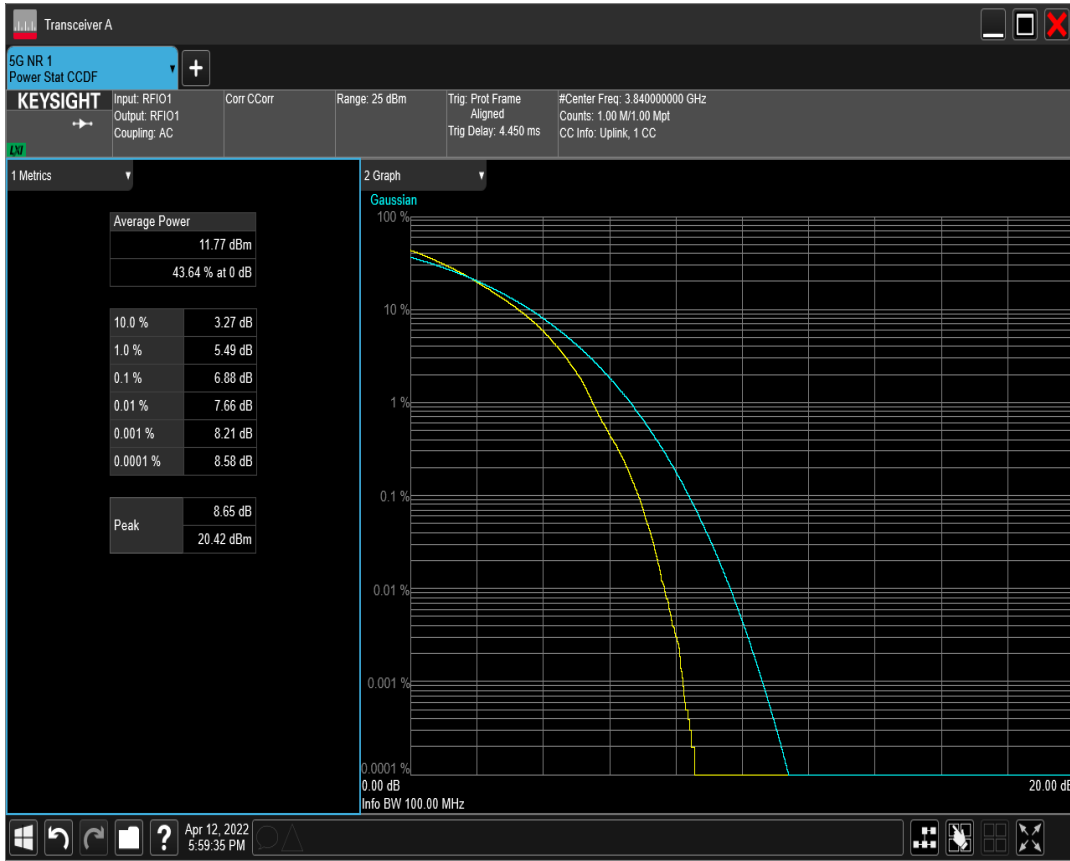 Transceiver A
5G NR 1
Power Stat CCDF
KEYSIGHT
LXI
Input: RFIO1
Output: RFIO1
Coupling: AC
Corr CCorr
Range: 25 dBm
Trig: Prot Frame
Aligned
Trig Delay: 4.450 ms
#Center Freq: 3.840000000 GHz
Counts: 1.00 M/1.00 Mpt
CC Info: Uplink, 1 CC
1 Metrics
Average Power
11.77 dBm
43.64 % at 0 dB
10.0 % 3.27 dB
1.0 % 5.49 dB
0.1 % 6.88 dB
0.01 % 7.66 dB
0.001 % 8.21 dB
0.0001 % 8.58 dB
Peak
8.65 dB
20.42 dBm
2 Graph
Gaussian
100 %
10 %
1 %
0.1 %
0.01 %
0.001 %
0.0001 %
0.00 dB 20.00 dB
Info BW 100.00 MHz
? Apr 12, 2022
5:59:35 PM